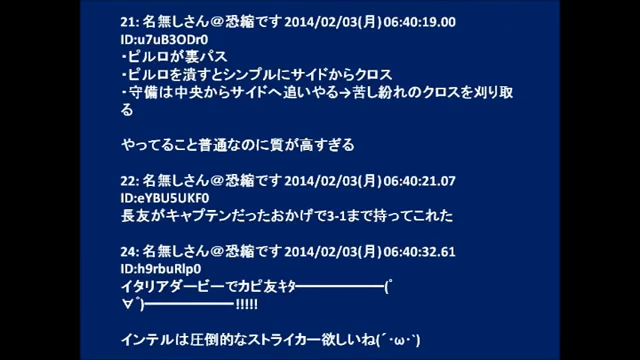 21: 名無しさん＠恐縮です 2014/02/03(月) 06:40:19.00
ID:u7uB3ODr0
・ピルロが裏パス
・ピルロを潰すとシンプルにサイドからクロス
・守備は中央からサイドへ追いやる→苦し紛れのクロスを刈り取
る
やってること普通なのに質が高すぎる
22: 名無しさん＠恐縮です 2014/02/03(月) 06:40:21.07
ID:eYBU5UKF0
長友がキャプテンだったおかげで3-1まで持ってこれた
24: 名無しさん＠恐縮です 2014/02/03(月) 06:40:32.61
ID:h9rbuRlp0
イタリアダービーでカピ友ｷﾀ━━━━━━(ﾟ
∀ﾟ)━━━━━━!!!!!
インテルは圧倒的なストライカー欲しいね(´･ω･`)